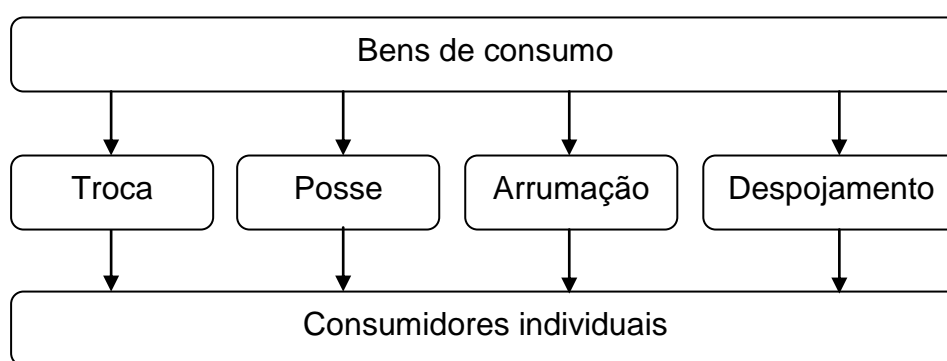 Bens de consumo
Troca Posse Arrumação Despojamento
Consumidores individuais